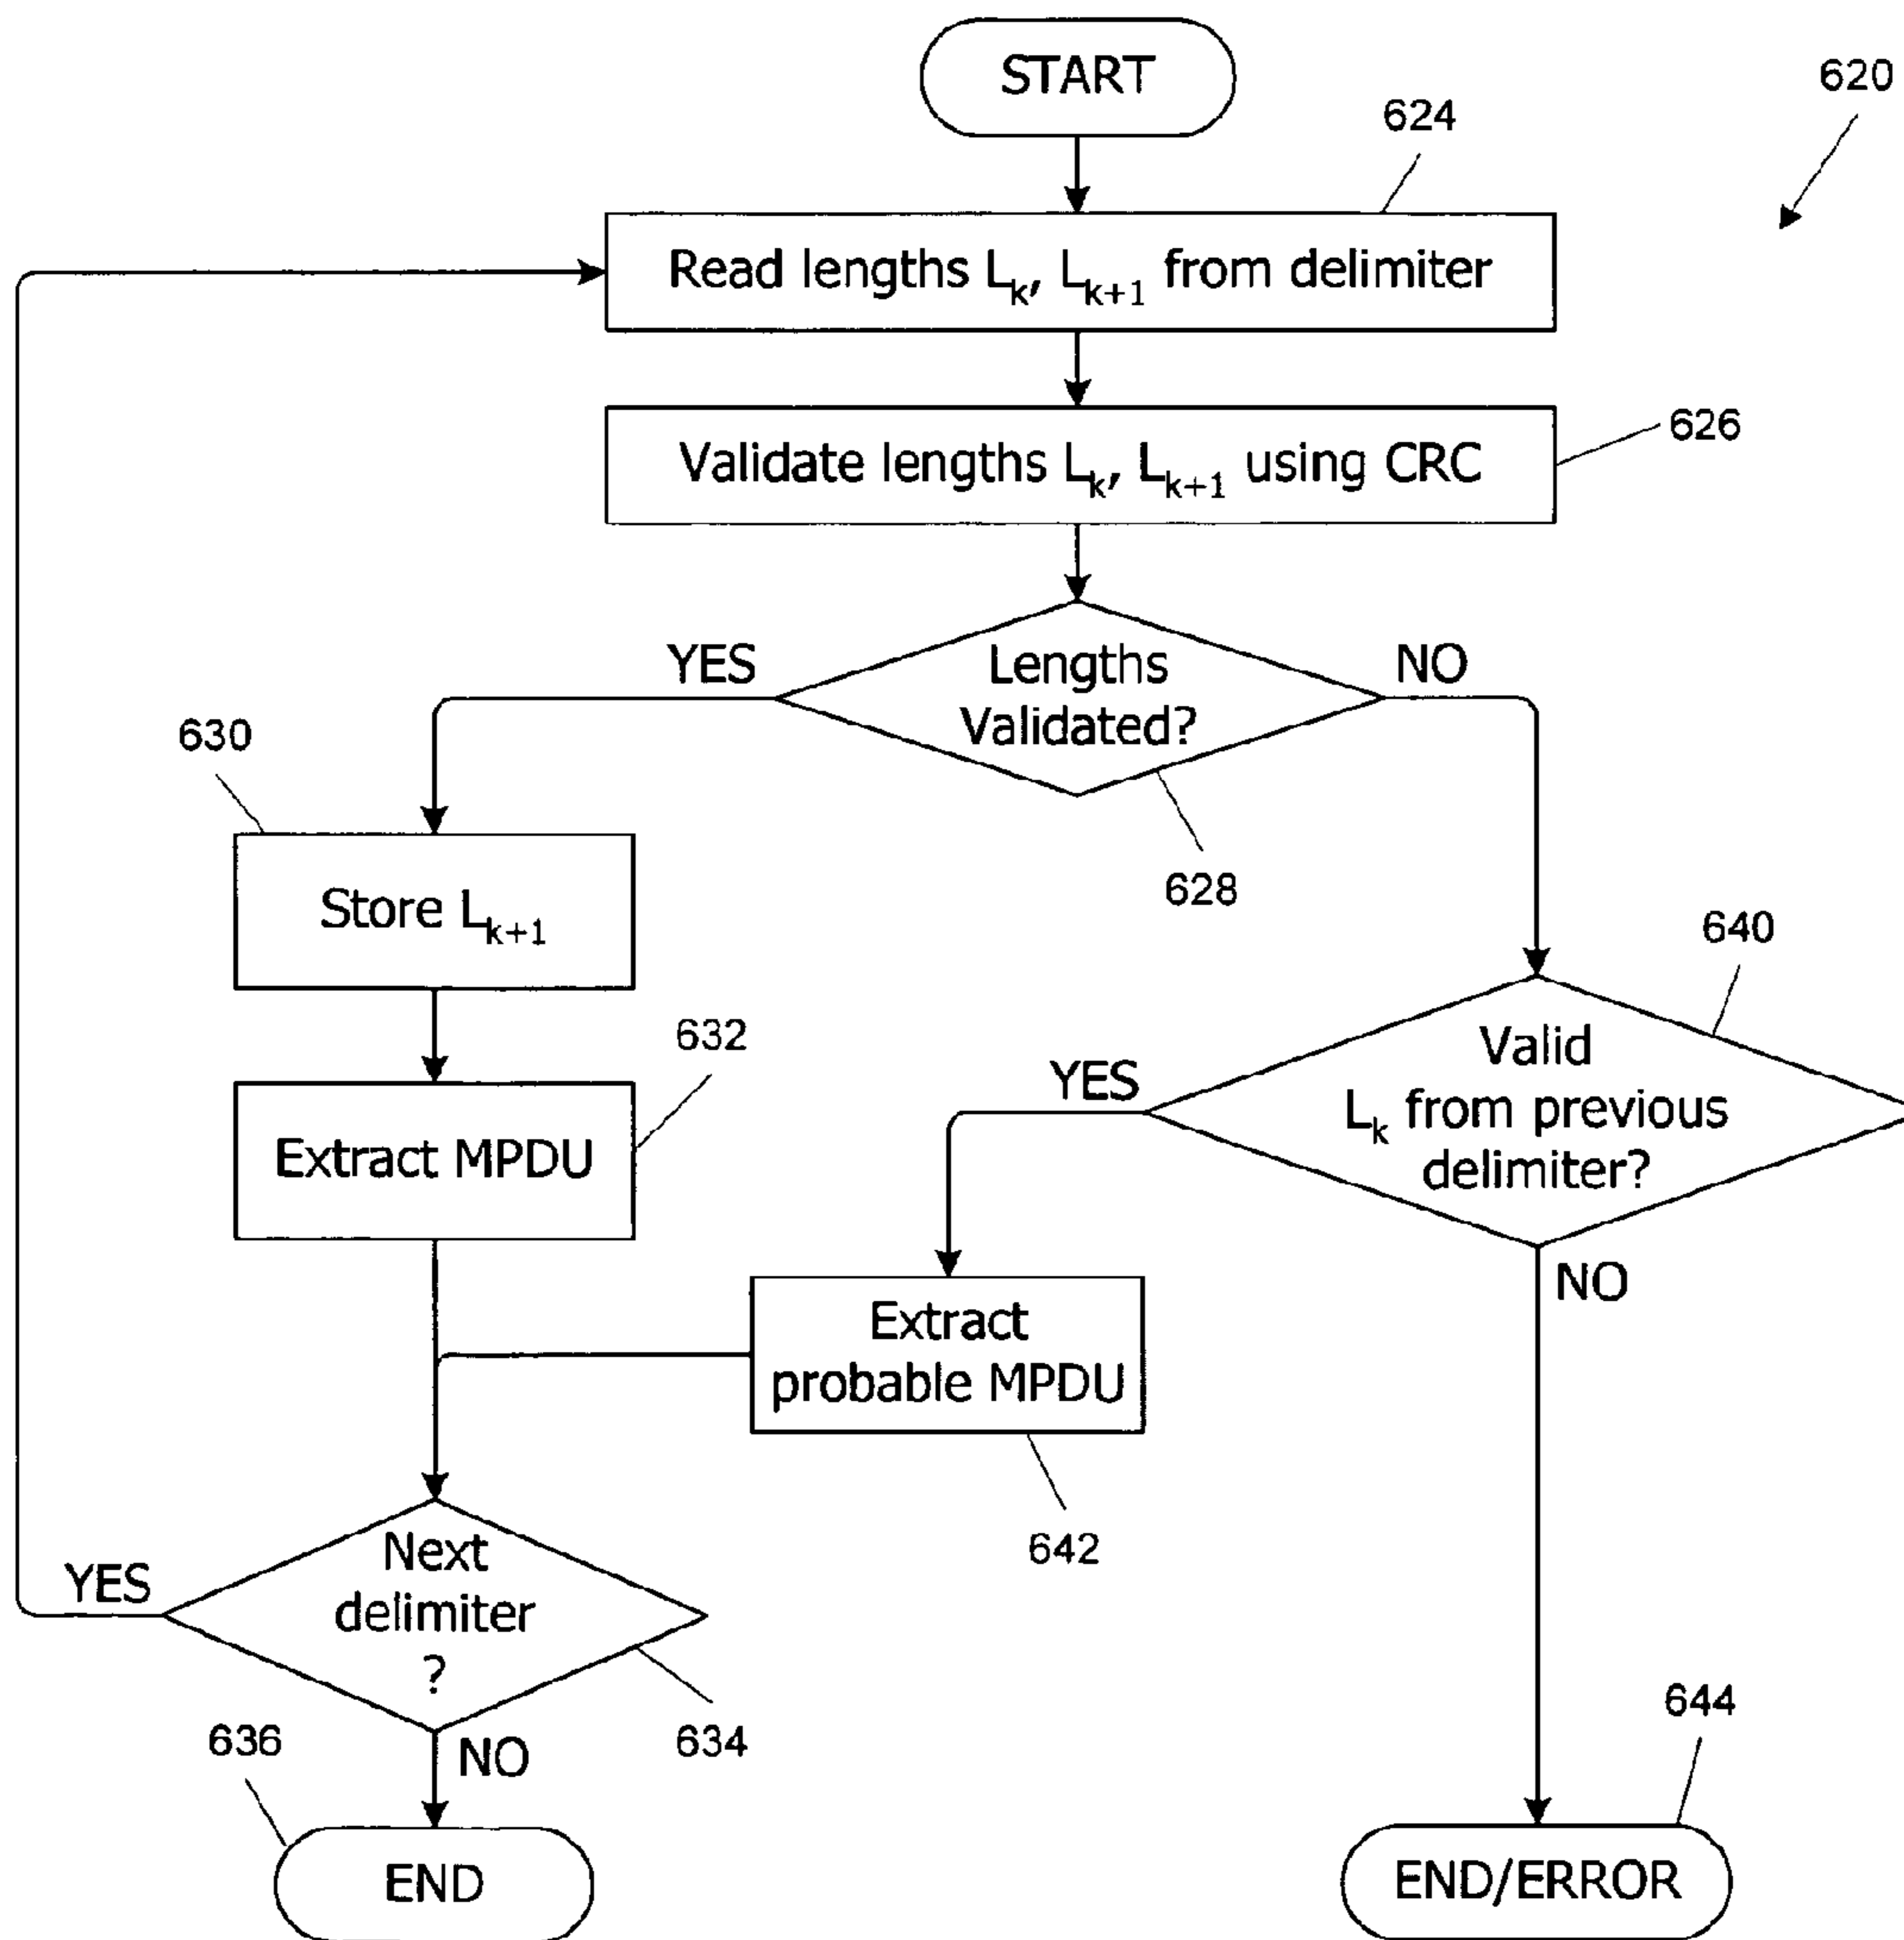 START
620
624
Read lengths Lk, Lk+1 from delimiter
Validate lengths Lk, Lk+1 using CRC
626
YES
Lengths
Validated?
NO
628
630
Store Lk+1
640
632
Extract MPDU
YES
Valid
Lk from previous
delimiter?
NO
Extract
probable MPDU
642
YES
Next
delimiter
?
634
636
NO
END
644
END/ERROR